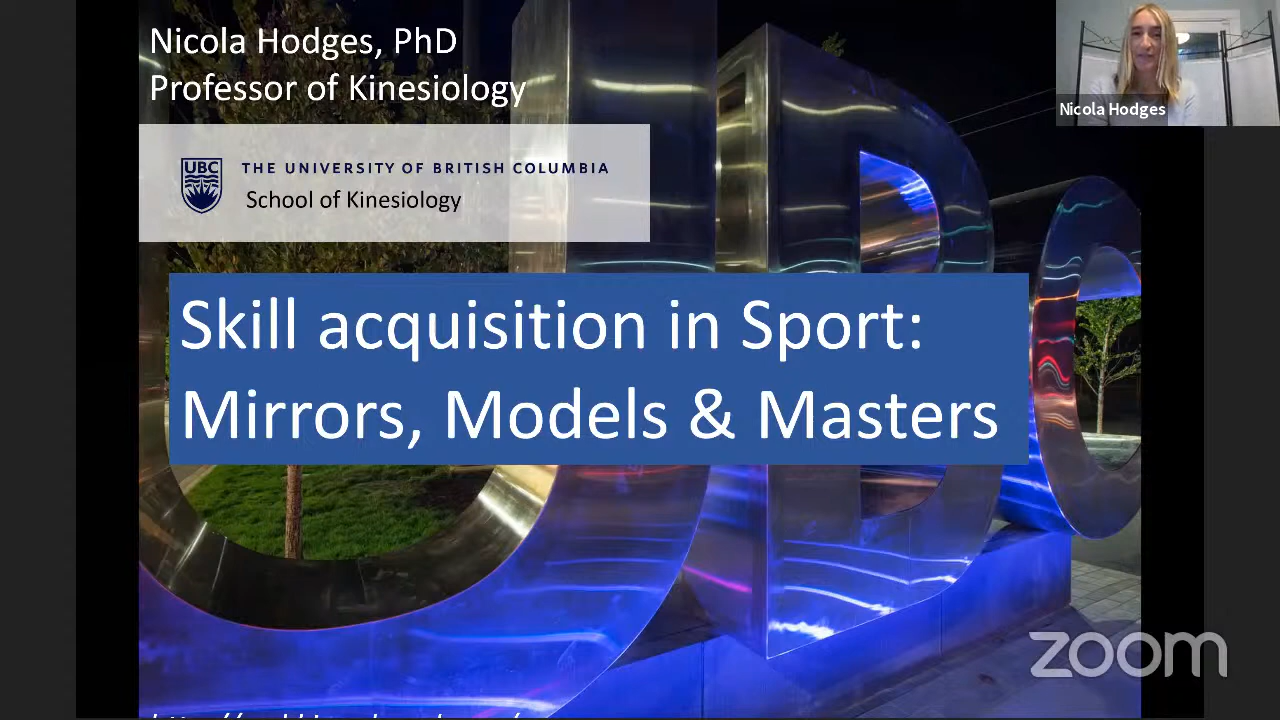 Nicola Hodges, PhD
Professor of Kinesiology
UBC
THE UNIVERSITY OF BRITISH COLUMBIA
School of Kinesiology
Skill acquisition in Sport:
Mirrors, Models & Masters
Nicola Hodges
UBC
zoom